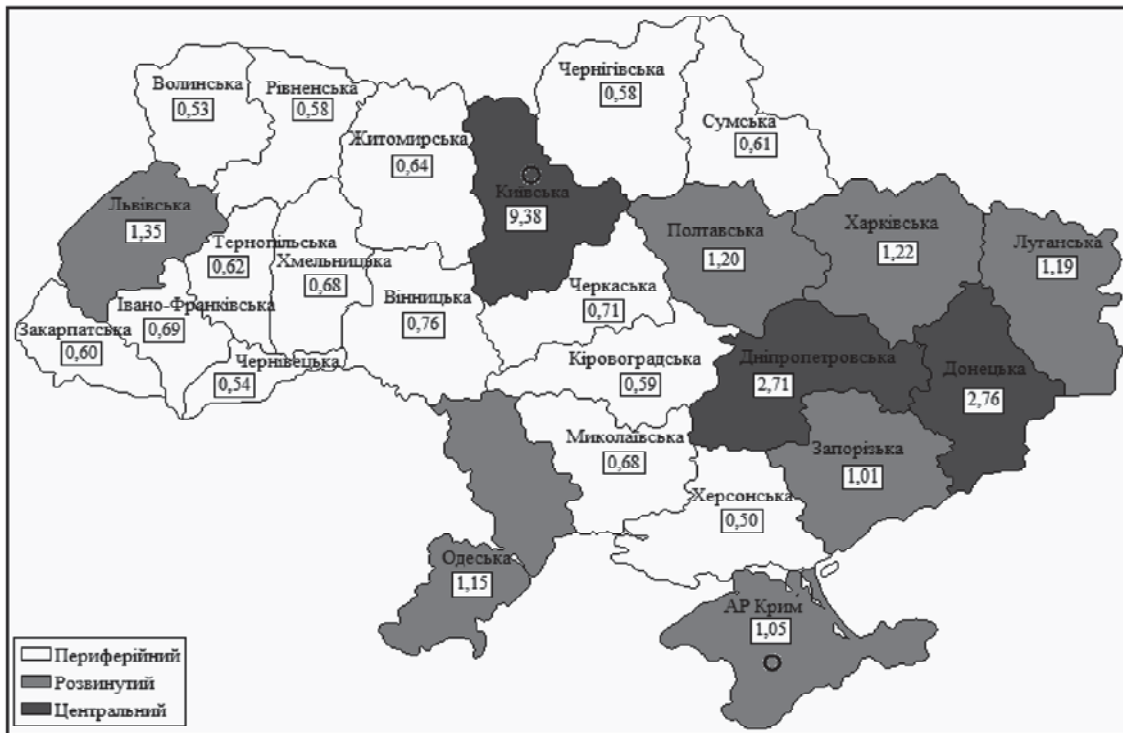 Волинська
0,53
Рівненська
0,58
Житомирська
0,64
Чернігівська
0,58
Сумська
0,61
Київська
9,38
Львівська
1,35
Тернопільська
0,62
Хмельницька
0,68
Вінницька
0,76
Івано-Франківська
0,69
Закарпатська
0,60
Чернівецька
0,54
Черкаська
0,71
Полтавська
1,20
Харківська
1,22
Луганська
1,19
Кіровоградська
0,59
Дніпропетровська
2,71
Донецька
2,76
Миколаївська
0,68
Запорізька
1,01
Херсонська
0,50
Одеська
1,15
АР Крим
1,05
Периферійний
Розвинутий
Центральний